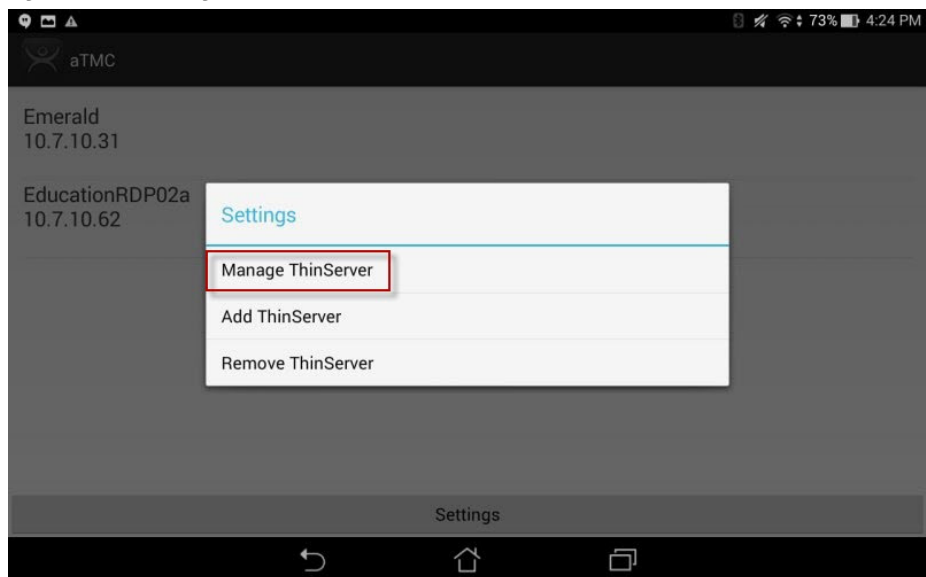 73% 4:24 PM
aTMC
Emerald
10.7.10.31
EducationRDP02a
10.7.10.62
Settings
Manage ThinServer
Add ThinServer
Remove ThinServer
Settings